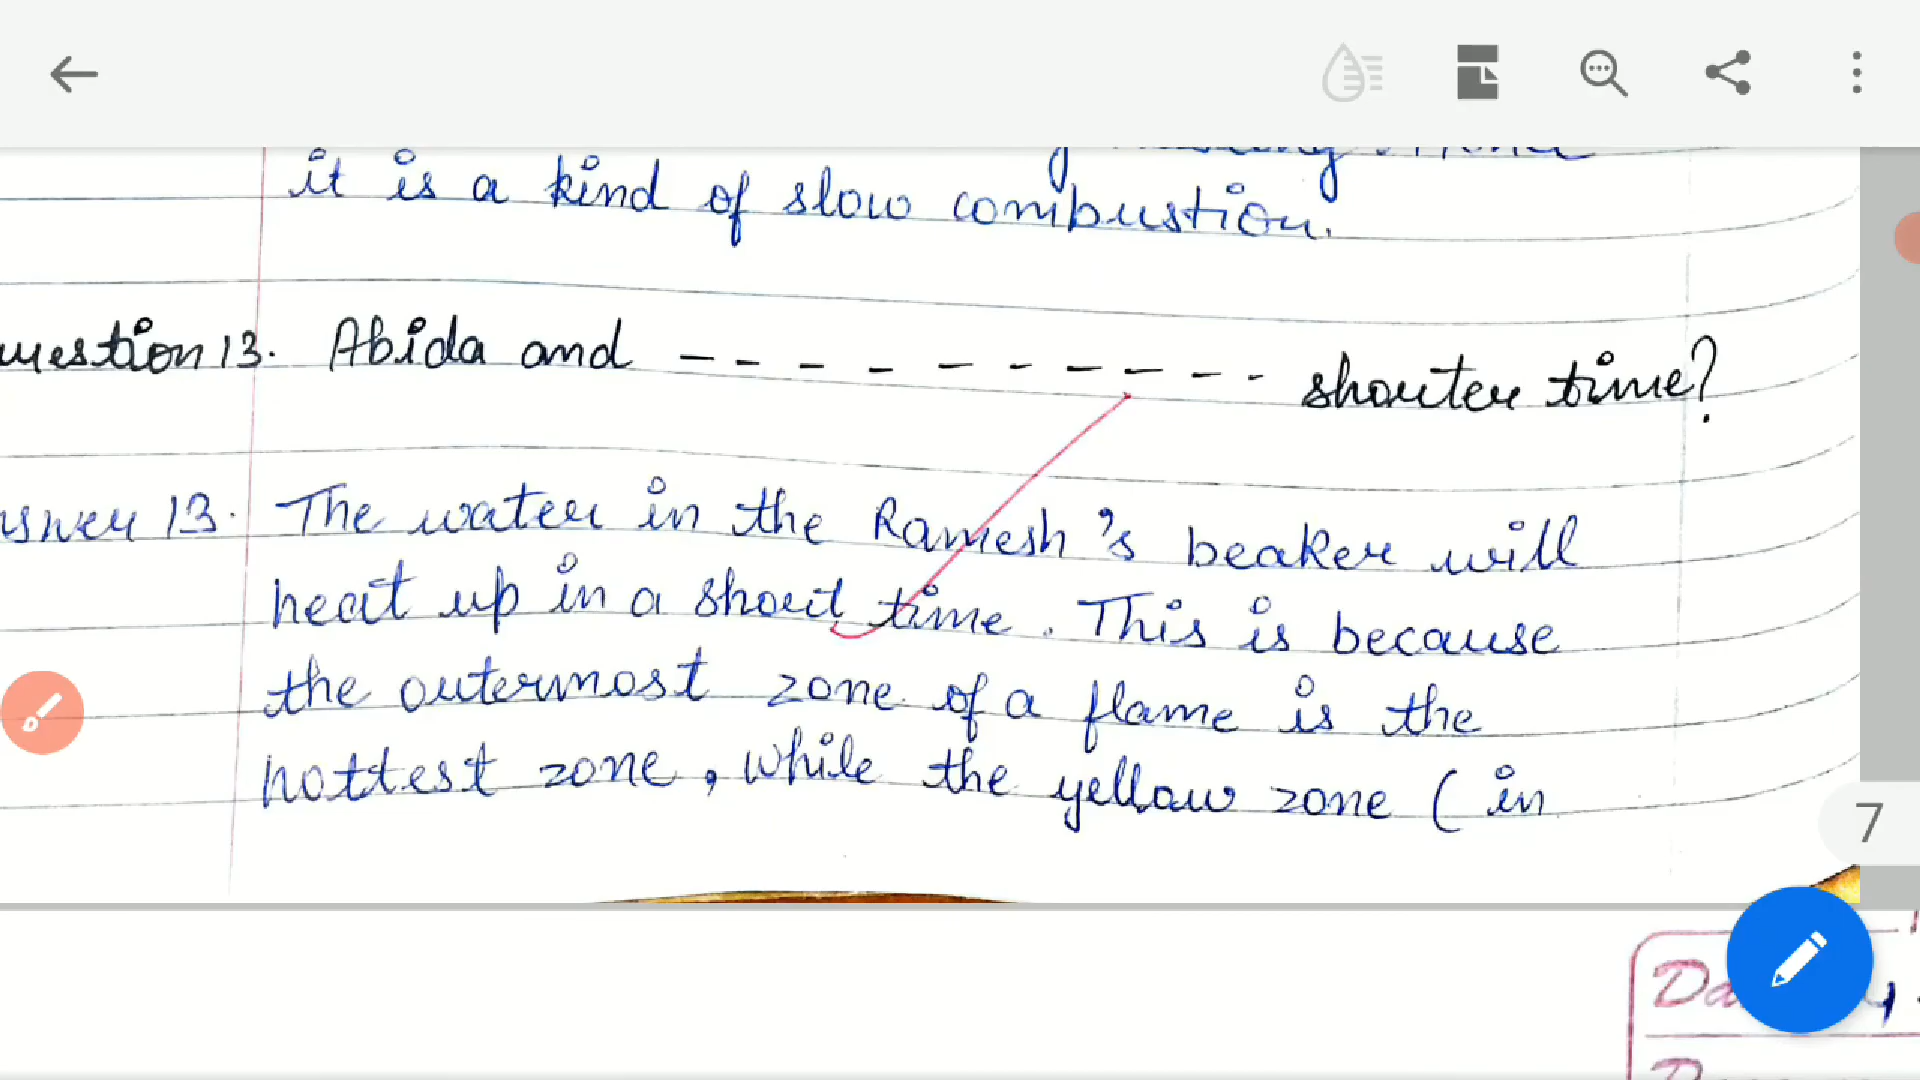 it is a kind of slow combustion.
uestion 13. Abida and - - - - - - - - - - shorter time?
nswer 13. The water in the Ramesh's beaker will
heat up in a short time. This is because
the outermost zone of a flame is the
hottest zone, while the yellow zone ( in
7
Da